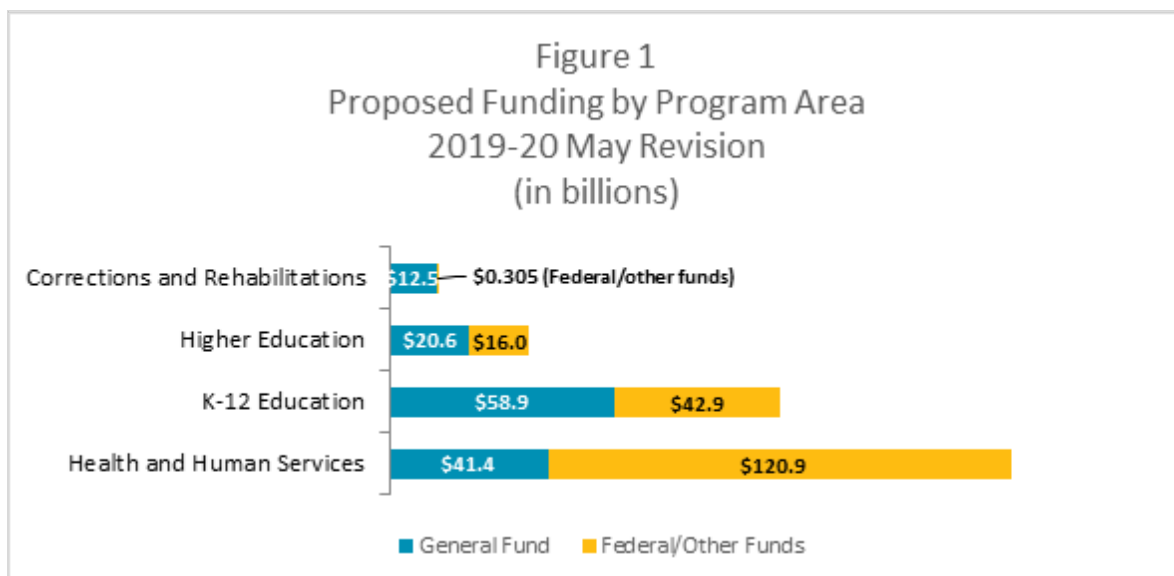 Figure 1
Proposed Funding by Program Area
2019-20 May Revision
(in billions)
Corrections and Rehabilitations $12.5 $0.305 (Federal/other funds)
Higher Education $20.6 $16.0
K-12 Education $58.9 $42.9
Health and Human Services $41.4 $120.9
General Fund Federal/Other Funds